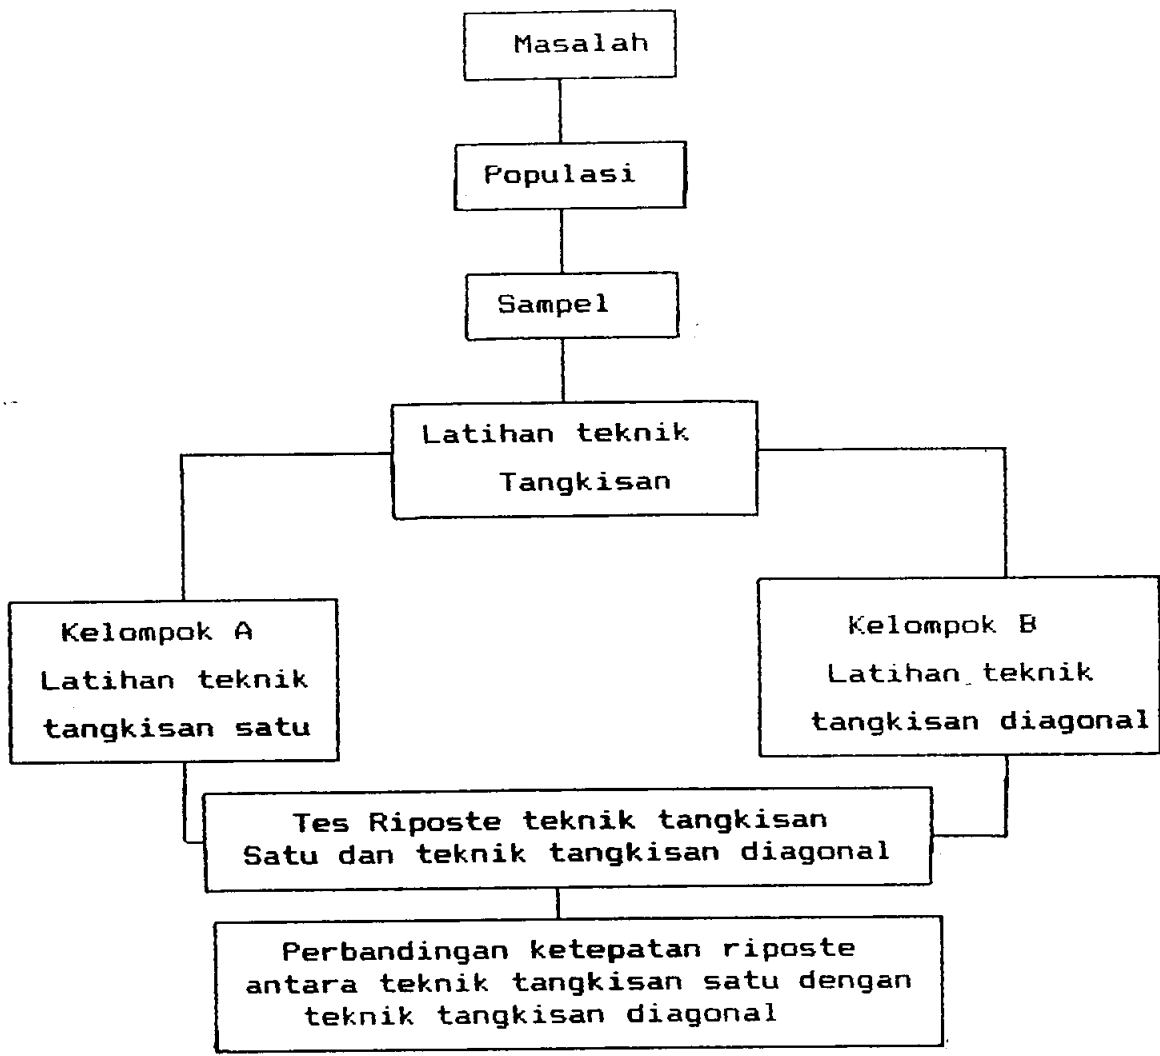 Masalah
Populasi
Sampel
Latihan teknik
Tangkisan
Kelompok A
Latihan teknik
tangkisan satu
Kelompok B
Latihan teknik
tangkisan diagonal
Tes Riposte teknik tangkisan
Satu dan teknik tangkisan diagonal
Perbandingan ketepatan riposte
antara teknik tangkisan satu dengan
teknik tangkisan diagonal